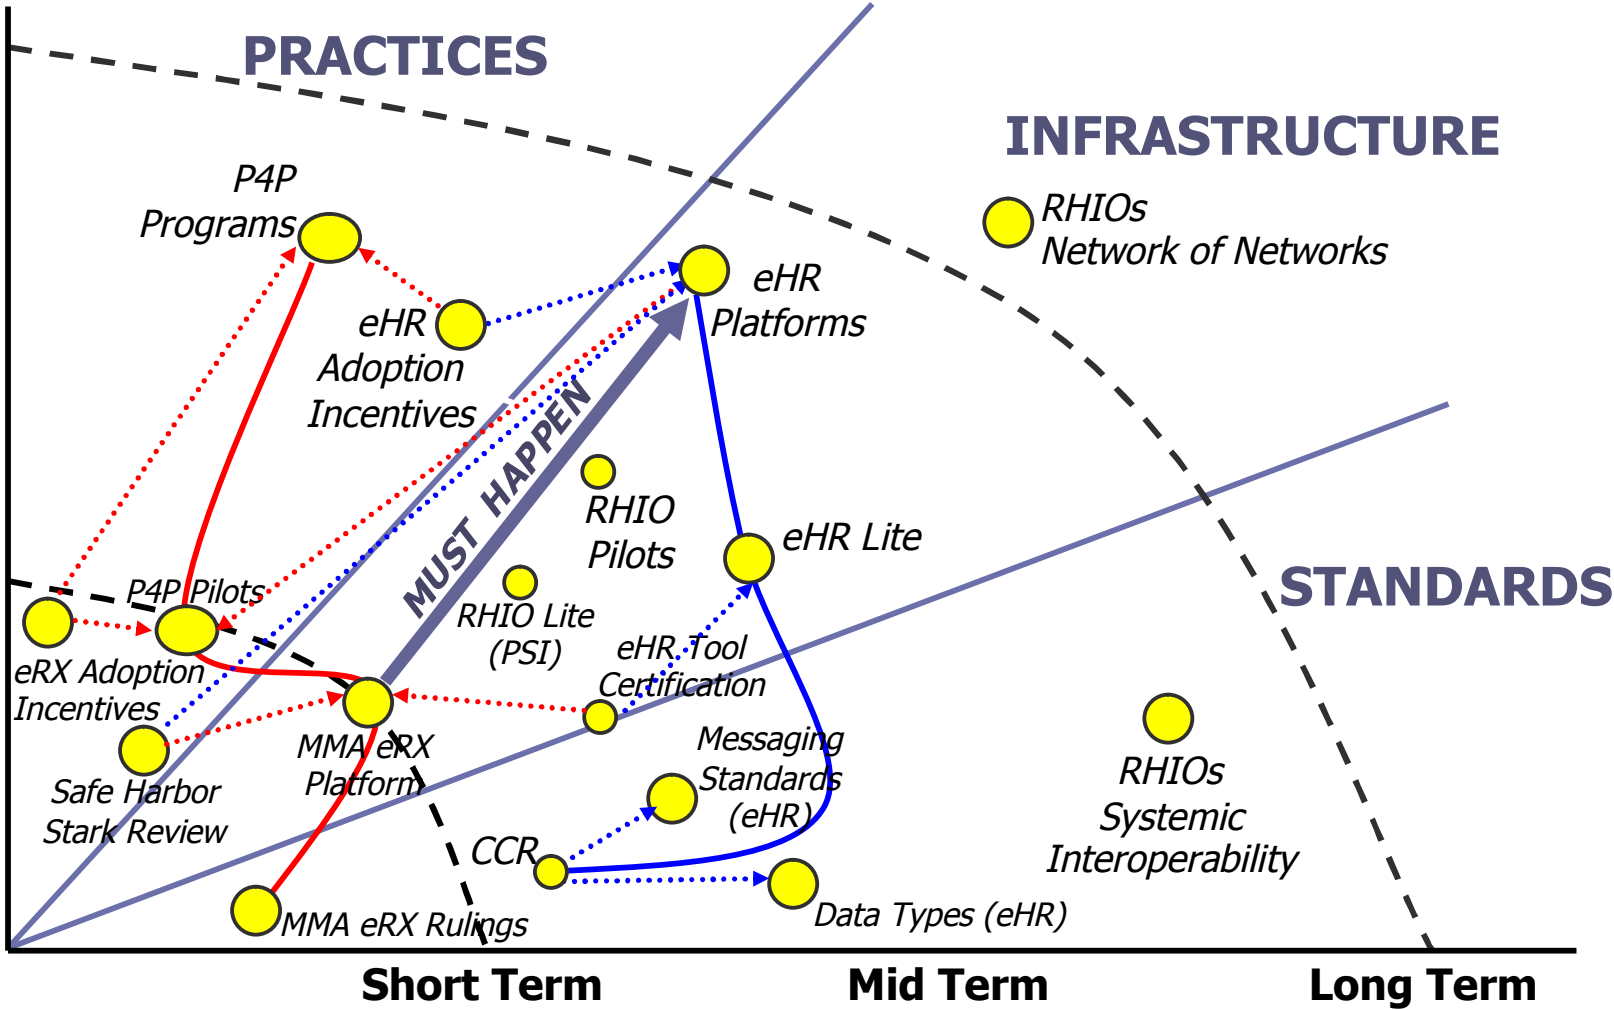 PRACTICES
INFRASTRUCTURE
P4P
Programs
RHIOs
Network of Networks
eHR
Adoption
Incentives
eHR
Platforms
MUST HAPPEN
RHIO
Pilots
eHR Lite
STANDARDS
P4P Pilots
RHIO Lite
(PSI)
eRX Adoption
Incentives
eHR Tool
Certification
MMA eRX
Platform
Messaging
Standards
(eHR)
Safe Harbor
Stark Review
RHIOs
Systemic
Interoperability
CCR
MMA eRX Rulings
Data Types (eHR)
Short Term
Mid Term
Long Term